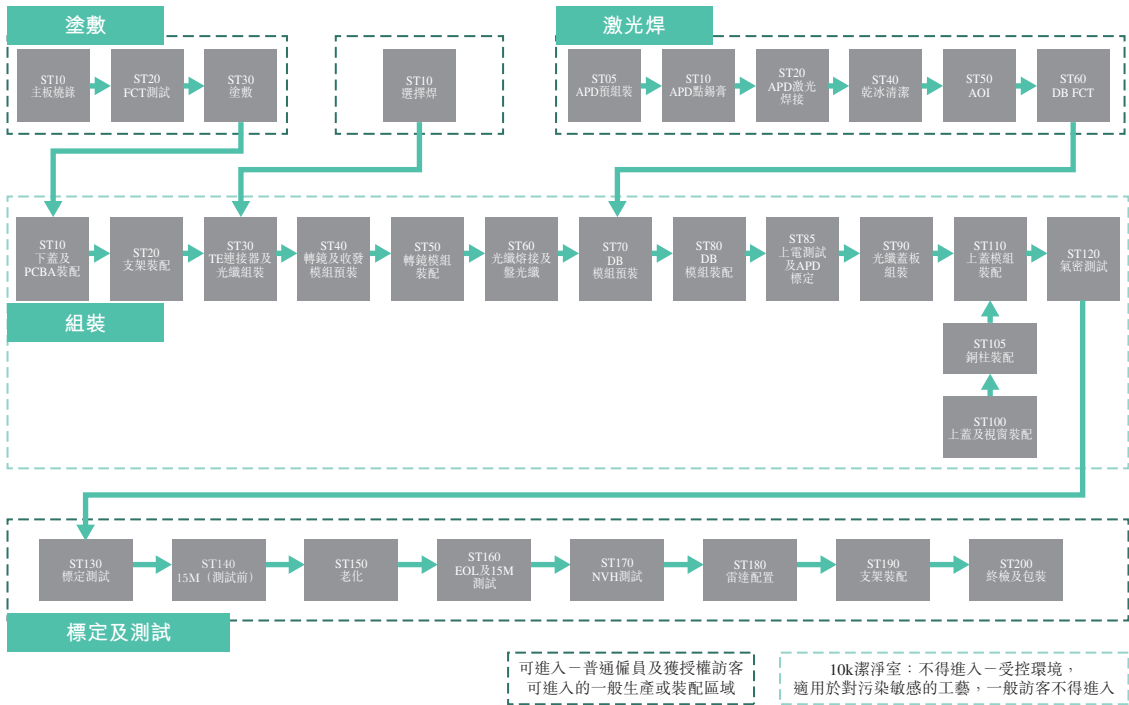 塗敷
ST10
主板燒錄
ST20
FCT測試
ST30
塗敷
ST10
選擇焊
激光焊
ST05
APD預組裝
ST10
APD點錫膏
ST20
APD激光
焊接
ST40
乾冰清潔
ST50
AOI
ST60
DB FCT
ST10
下蓋及
PCBA裝配
ST20
支架裝配
ST30
TE連接器及
光纖組裝
ST40
轉鏡及收發
模組預裝
ST50
轉鏡模組
裝配
ST60
光纖熔接及
盤光纖
ST70
DB
模組預裝
ST80
DB
模組裝配
ST85
上電測試
及APD
標定
ST90
光纖蓋板
組裝
ST110
上蓋模組
裝配
ST120
氣密測試
組裝
ST105
銅柱裝配
ST100
上蓋及視窗裝配
ST130
標定測試
ST140
15M（測試前）
ST150
老化
ST160
EOL及15M
測試
ST170
NVH測試
ST180
雷達配置
ST190
支架裝配
ST200
終檢及包裝
標定及測試
可進入－普通僱員及獲授權訪客
可進入的一般生產或裝配區域
10k潔淨室：不得進入－受控環境，
適用於對污染敏感的工藝，一般訪客不得進入